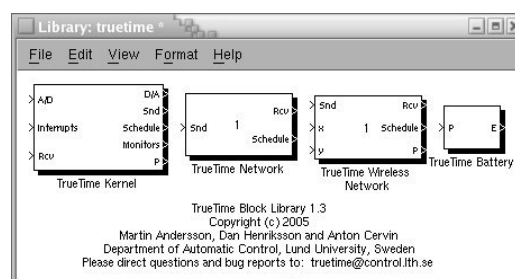 Library: truetime *
File Edit View Format Help
A/D
Interrupts
Rcv
D/A
Snd
Schedule
Monitors
P
TrueTime Kernel
Snd
1
Rcv
Schedule
TrueTime Network
Snd
x
y
1
Rcv
Schedule
P
TrueTime Wireless
Network
P
E
TrueTime Battery
TrueTime Block Library 1.3
Copyright (c) 2005
Martin Andersson, Dan Henriksson and Anton Cervin
Department of Automatic Control, Lund University, Sweden
Please direct questions and bug reports to: truetime@control.lth.se